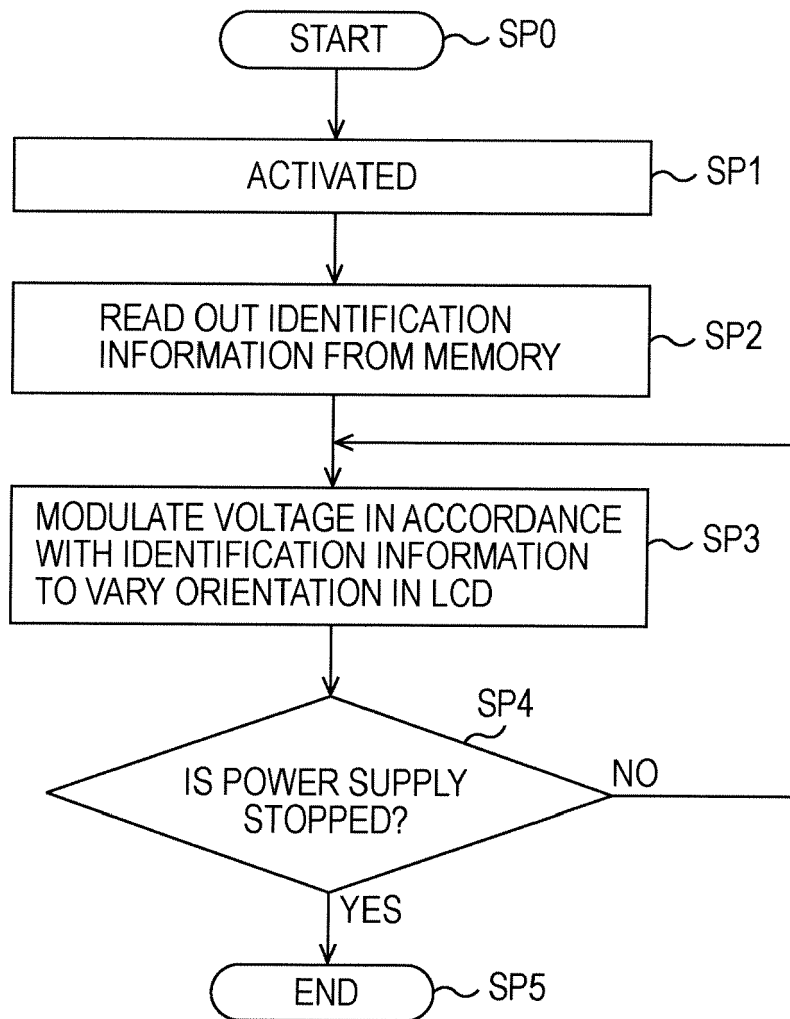 START
SP0
ACTIVATED
SP1
READ OUT IDENTIFICATION
INFORMATION FROM MEMORY
SP2
MODULATE VOLTAGE IN ACCORDANCE
WITH IDENTIFICATION INFORMATION
TO VARY ORIENTATION IN LCD
SP3
SP4
IS POWER SUPPLY
STOPPED?
NO
YES
END
SP5